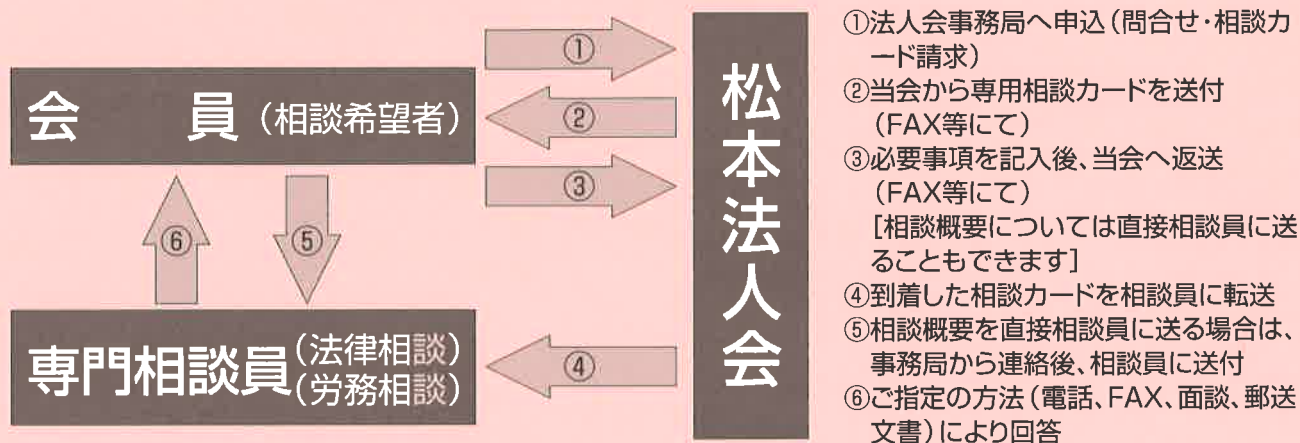 会　員（相談希望者）
①
②
③
⑥
⑤
専門相談員（法律相談）
（労務相談）
④
松本法人会
①法人会事務局へ申込（問合せ・相談カ
ード請求）
②当会から専用相談カードを送付
（FAX等にて）
③必要事項を記入後、当会へ返送
（FAX等にて）
［相談概要については直接相談員に送
ることもできます］
④到着した相談カードを相談員に転送
⑤相談概要を直接相談員に送る場合は、
事務局から連絡後、相談員に送付
⑥ご指定の方法（電話、FAX、面談、郵送
文書）により回答